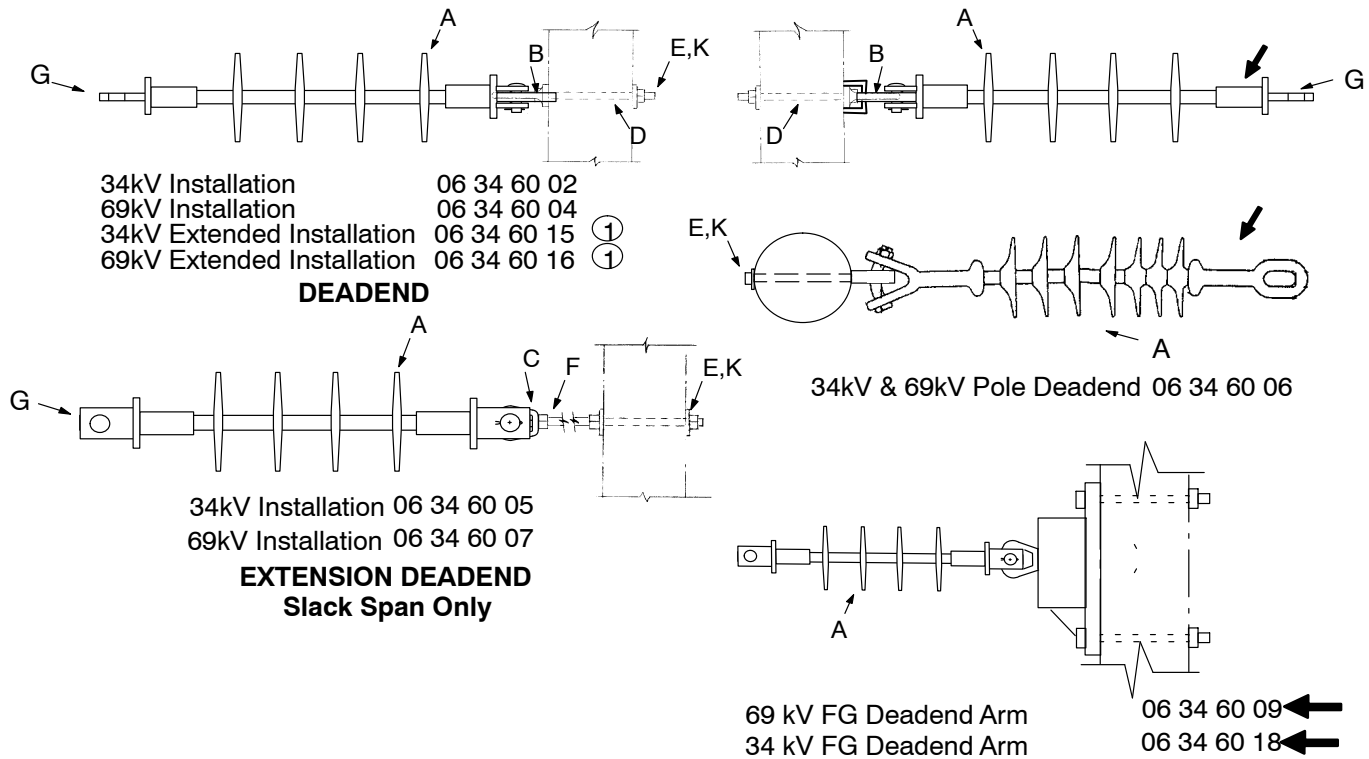 A
G
B
E,K
D
34kV Installation 06 34 60 02
69kV Installation 06 34 60 04
34kV Extended Installation 06 34 60 15 1
69kV Extended Installation 06 34 60 16 1
DEADEND
A
B
G
D
E,K
A
34kV & 69kV Pole Deadend 06 34 60 06
A
C
F
E,K
G
34kV Installation 06 34 60 05
69kV Installation 06 34 60 07
EXTENSION DEADEND
Slack Span Only
A
69 kV FG Deadend Arm 06 34 60 09
34 kV FG Deadend Arm 06 34 60 18